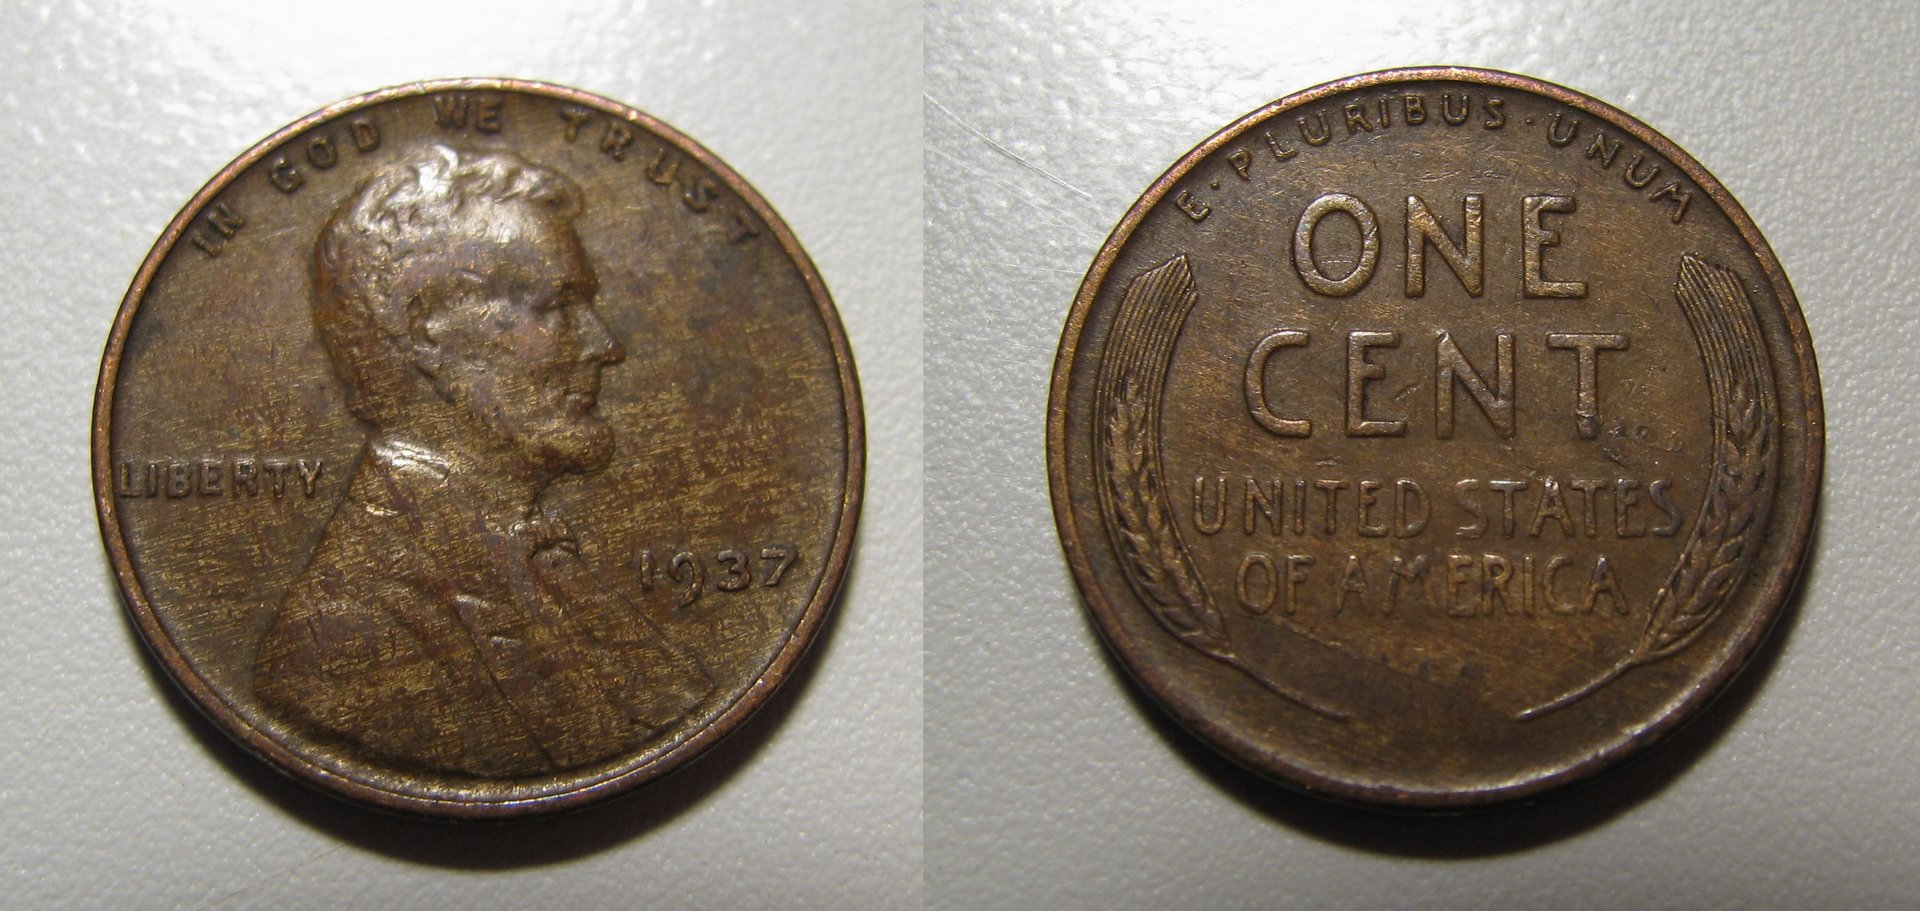 IN GOD WE TRUST
LIBERTY
1937
E·PLURIBUS·UNUM
ONE
CENT
UNITED STATES
OF AMERICA